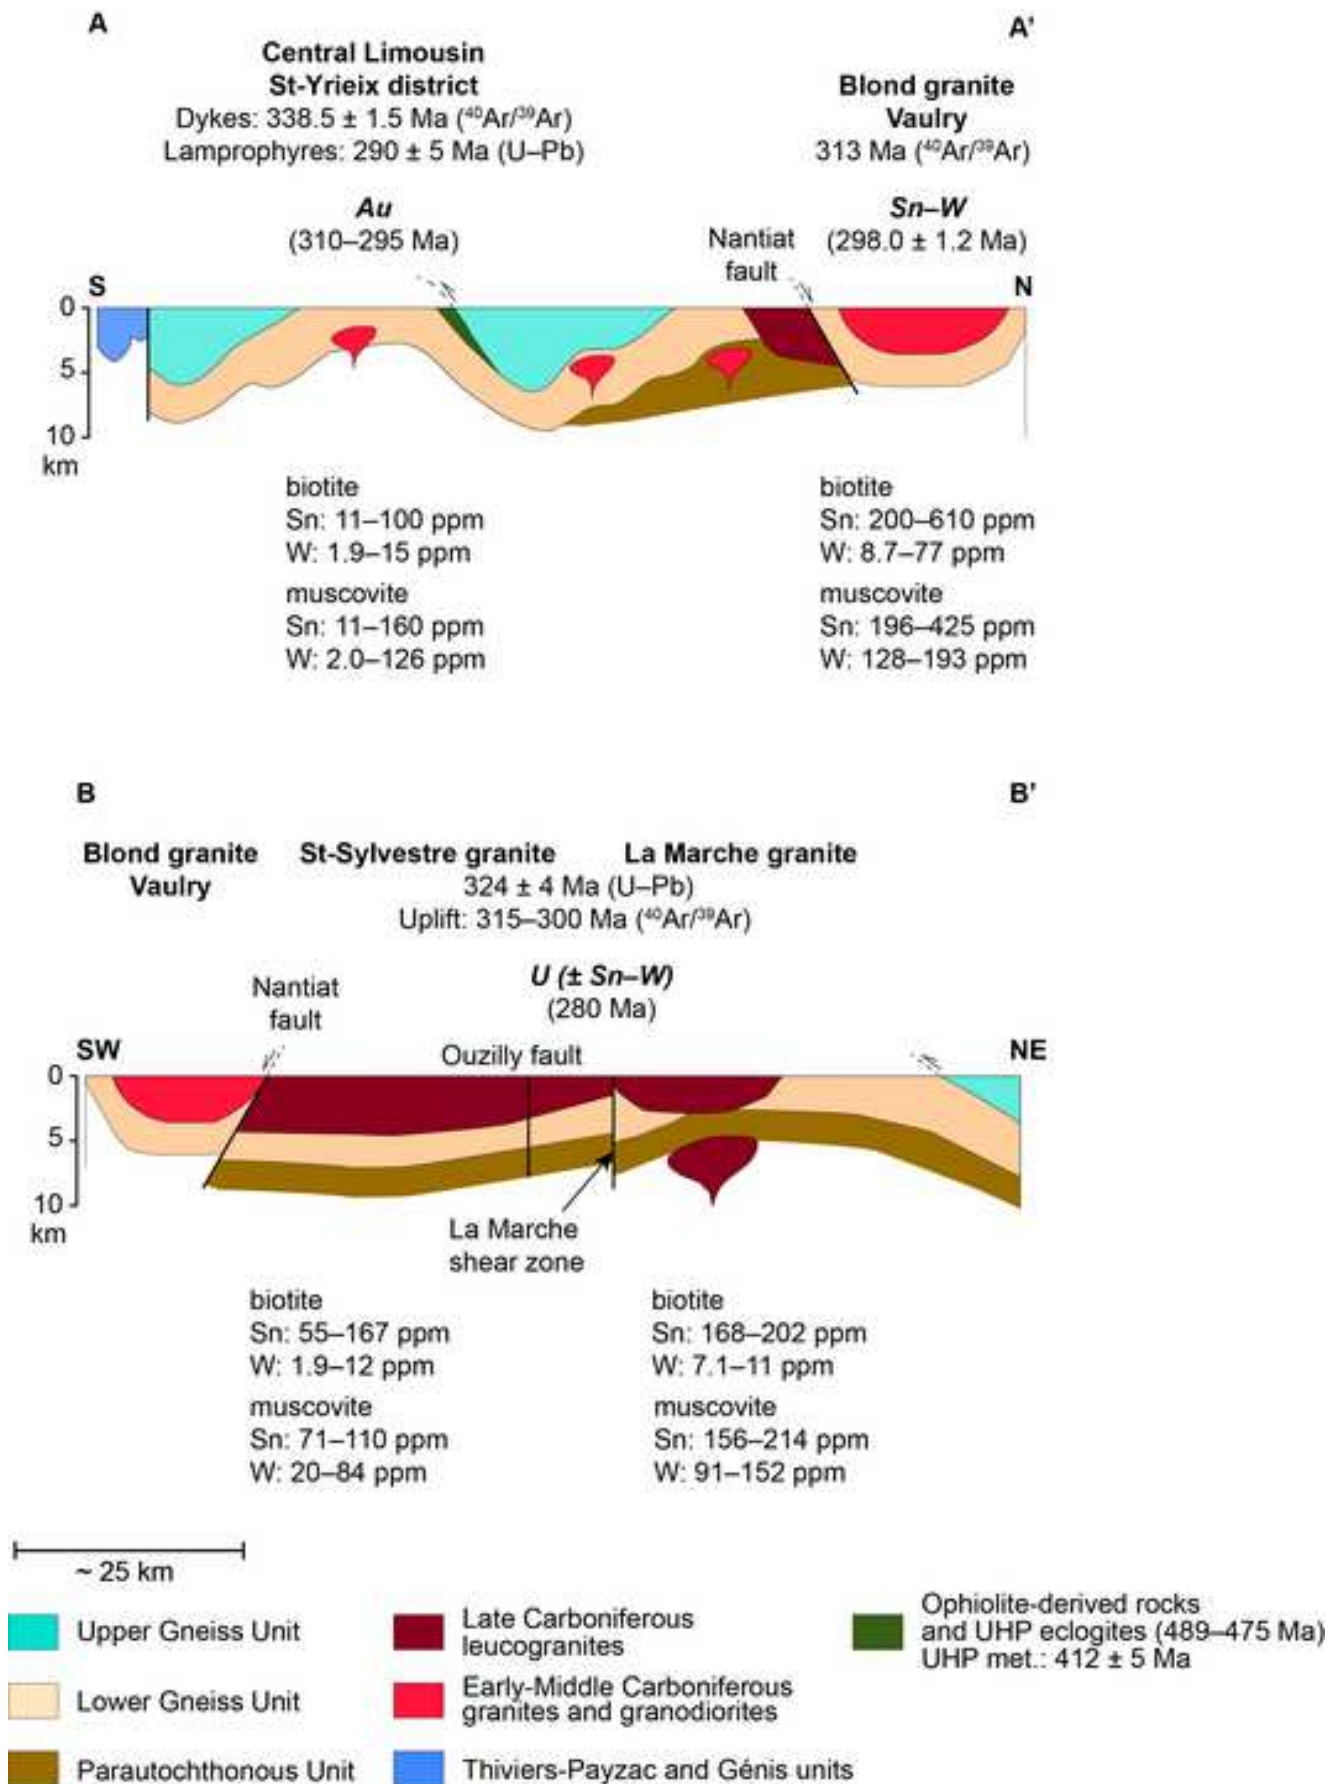 A
A'
Central Limousin
St-Yrieix district
Dykes: 338.5 ± 1.5 Ma (⁴⁰Ar/³⁹Ar)
Lamprophyres: 290 ± 5 Ma (U–Pb)
Blond granite
Vaulry
313 Ma (⁴⁰Ar/³⁹Ar)
Au
(310–295 Ma)
Nantiat
fault
Sn–W
(298.0 ± 1.2 Ma)
S
N
0
5
10
km
biotite
Sn: 11–100 ppm
W: 1.9–15 ppm
muscovite
Sn: 11–160 ppm
W: 2.0–126 ppm
biotite
Sn: 200–610 ppm
W: 8.7–77 ppm
muscovite
Sn: 196–425 ppm
W: 128–193 ppm
B
B'
Blond granite
Vaulry
St-Sylvestre granite
La Marche granite
324 ± 4 Ma (U–Pb)
Uplift: 315–300 Ma (⁴⁰Ar/³⁹Ar)
U (± Sn–W)
(280 Ma)
Nantiat
fault
SW
Ouzilly fault
NE
0
5
10
km
La Marche
shear zone
biotite
Sn: 55–167 ppm
W: 1.9–12 ppm
muscovite
Sn: 71–110 ppm
W: 20–84 ppm
biotite
Sn: 168–202 ppm
W: 7.1–11 ppm
muscovite
Sn: 156–214 ppm
W: 91–152 ppm
~ 25 km
Upper Gneiss Unit
Lower Gneiss Unit
Parautochthonous Unit
Late Carboniferous
leucogranites
Early-Middle Carboniferous
granites and granodiorites
Thiviers-Payzac and Génis units
Ophiolite-derived rocks
and UHP eclogites (489–475 Ma)
UHP met.: 412 ± 5 Ma